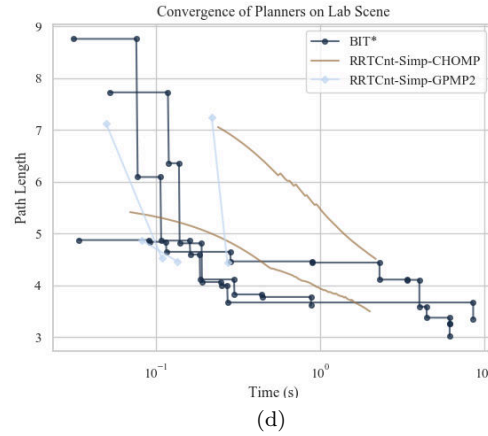 Convergence of Planners on Lab Scene
BIT*
RRTCnt-Simp-CHOMP
RRTCnt-Simp-GPMP2
Path Length
9
8
7
6
5
4
3
10⁻¹
10⁰
10
Time (s)
(d)